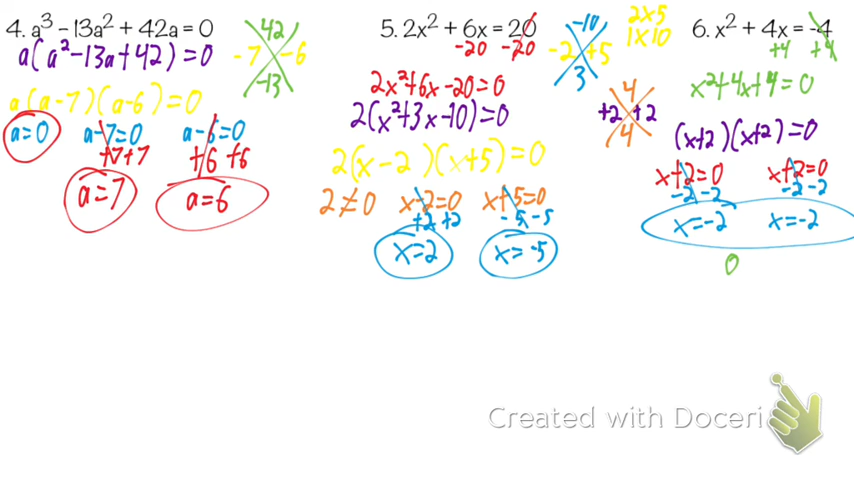 4. a³ −13a² + 42a = 0
a(a²−13a+42)=0
42
−7 −6
−13
a(a−7)(a−6)=0
a=0 a−7=0 a−6=0
+7+7 +6 +6
a=7 a=6
5. 2x² + 6x = 20
−20 −20
−10
−2 +5
3
2x5
1x10
2x²+6x−20=0
2(x²+3x−10)=0
2(x−2)(x+5)=0
2≠0 x−2=0 x+5=0
+2 +2 −5 −5
x=2 x=-5
6. x² + 4x = -4
+4 +4
4
+2 +2
4
x²+4x+4=0
(x+2)(x+2)=0
x+2=0 x+2=0
−2 −2 −2 −2
x=−2 x=−2
0
Created with Doceri